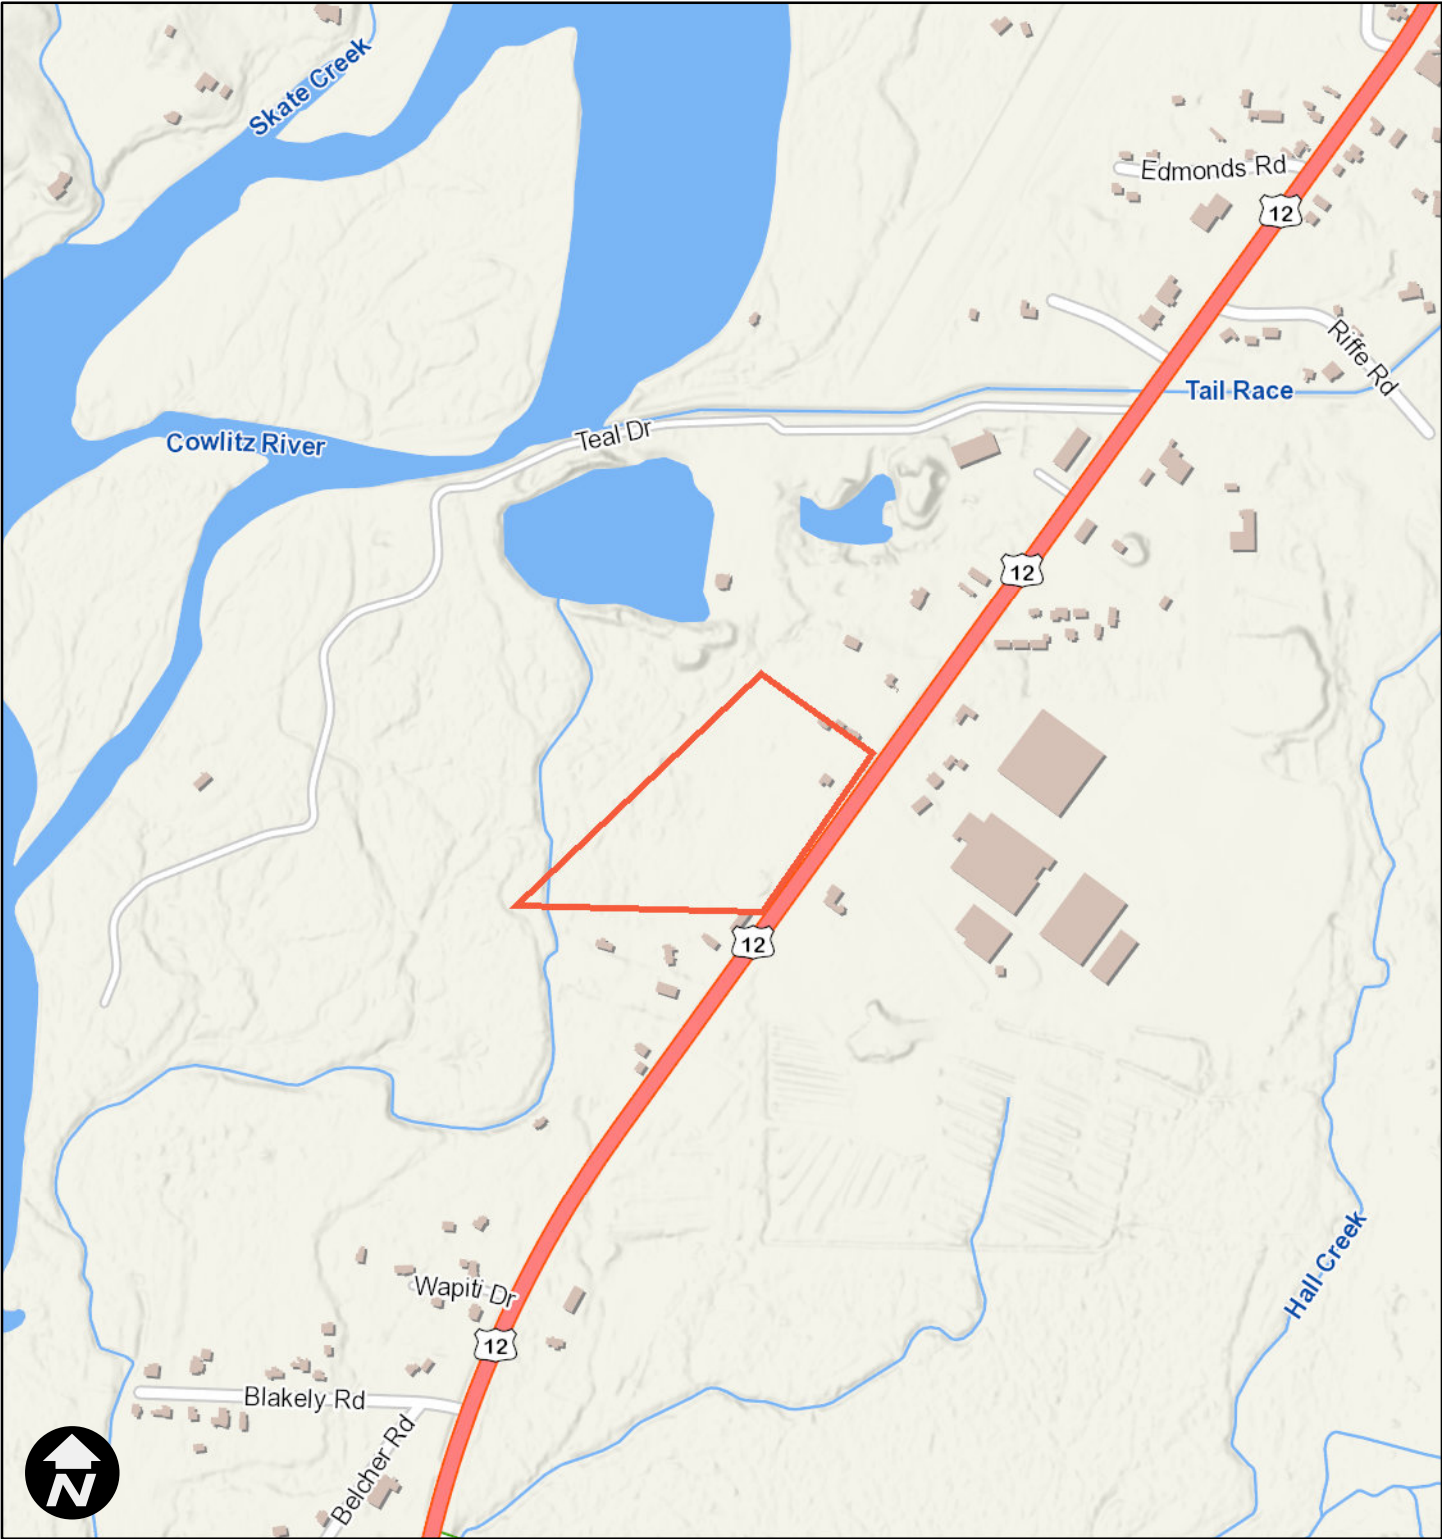 Skate Creek
Edmonds Rd
12
Riffe Rd
Tail Race
Teal Dr
Cowlitz River
12
12
Hall Creek
Wapiti Dr
12
Blakely Rd
Belcher Rd
N